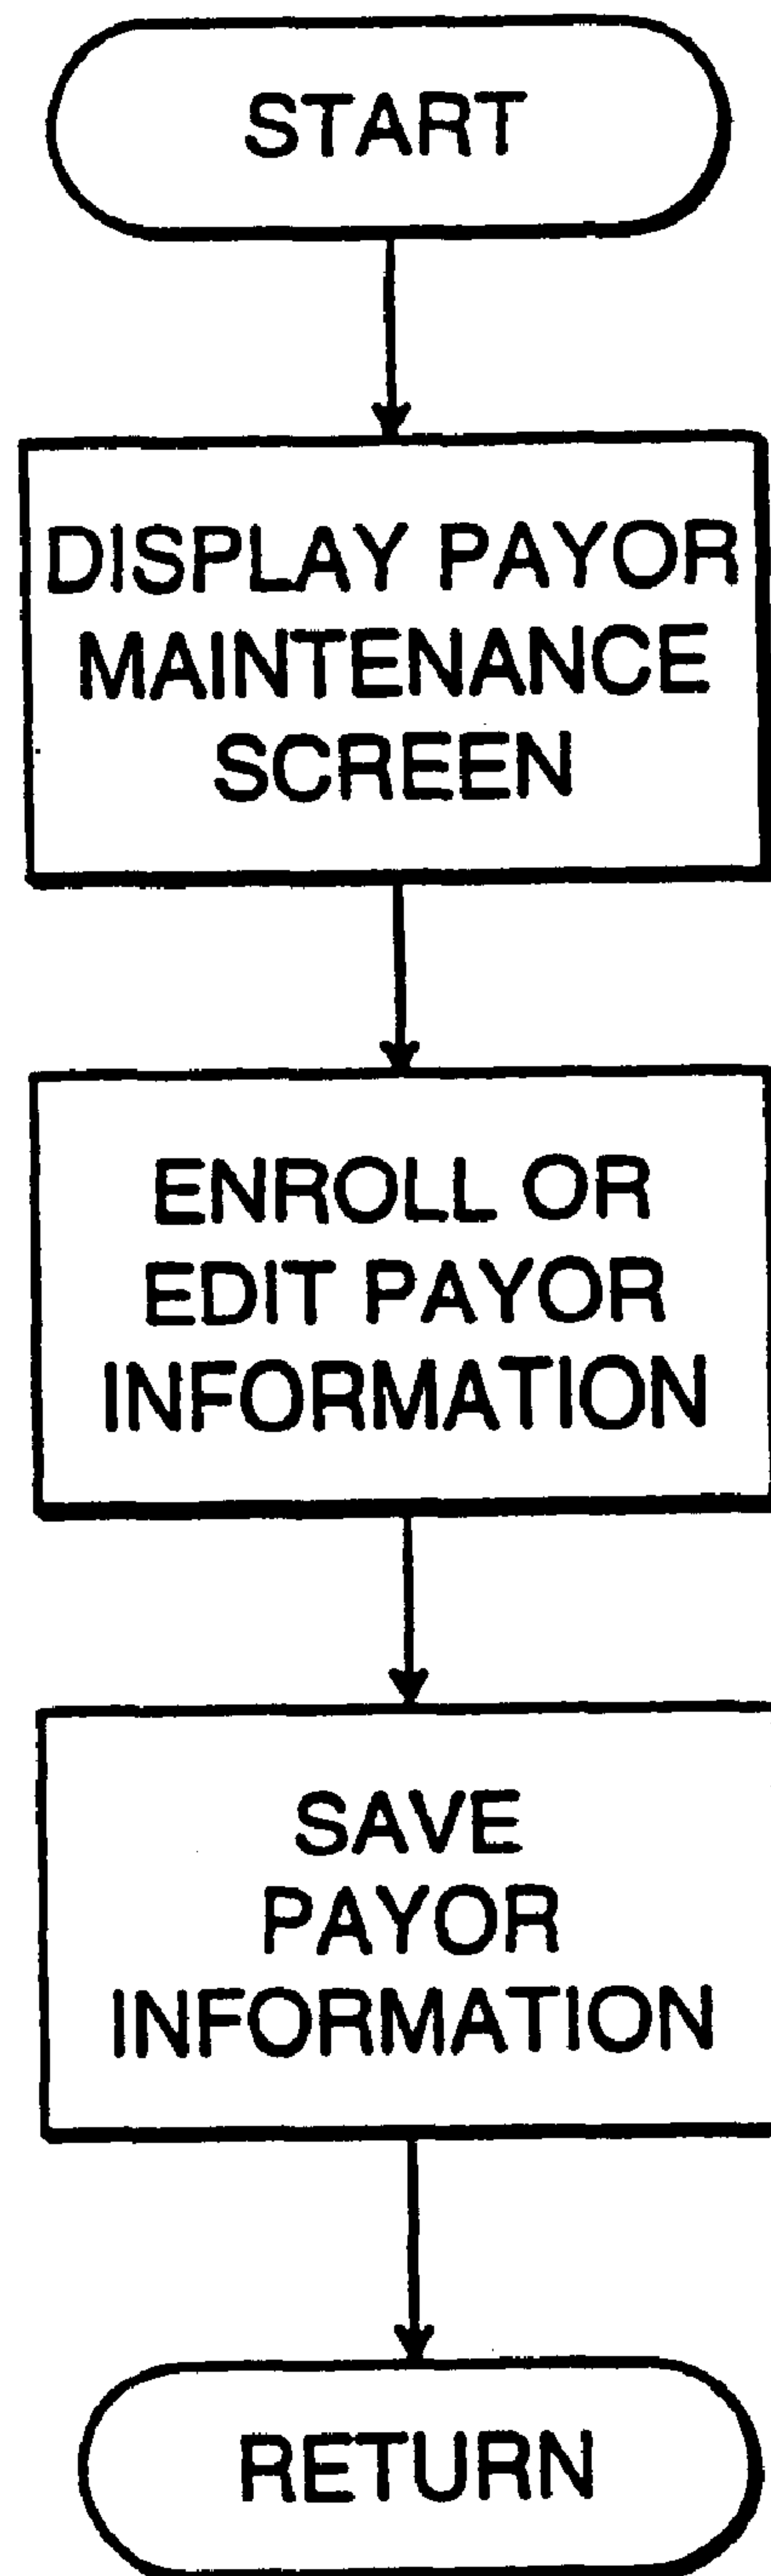 START
DISPLAY PAYOR
MAINTENANCE
SCREEN
ENROLL OR
EDIT PAYOR
INFORMATION
SAVE
PAYOR
INFORMATION
RETURN